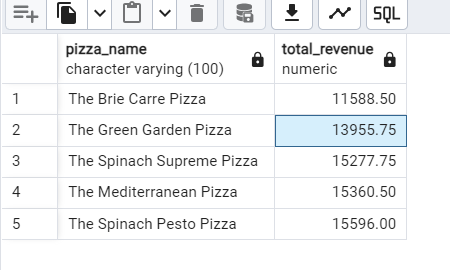 SQL
pizza_name total_revenue
character varying (100) numeric
1 The Brie Carre Pizza 11588.50
2 The Green Garden Pizza 13955.75
3 The Spinach Supreme Pizza 15277.75
4 The Mediterranean Pizza 15360.50
5 The Spinach Pesto Pizza 15596.00